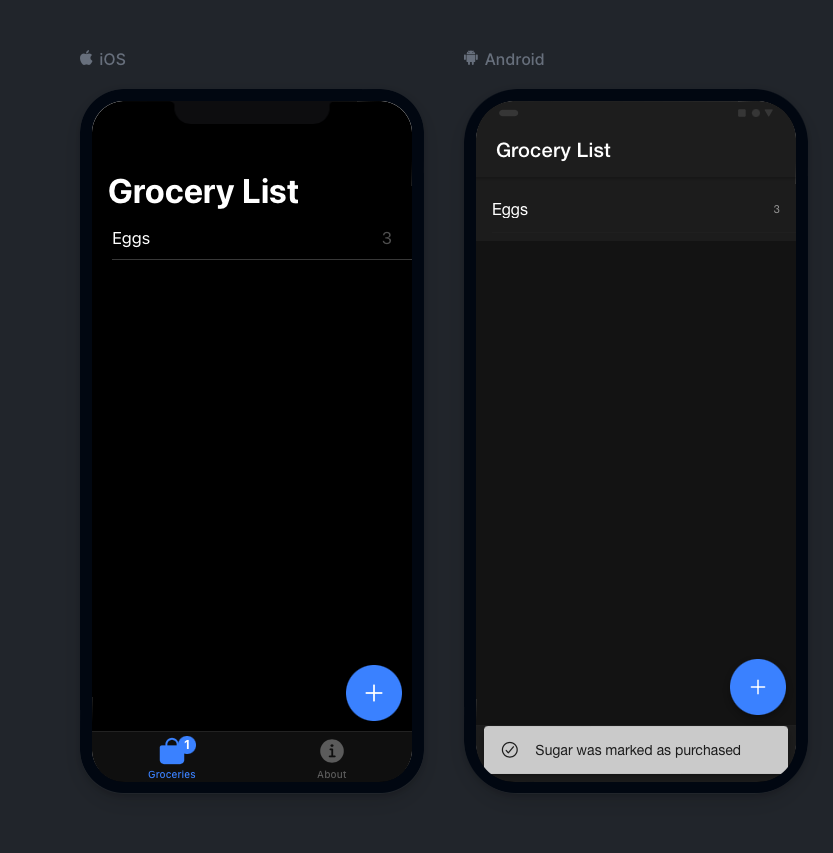 iOS
Grocery List
Eggs 3
1
Groceries About
Android
Grocery List
Eggs 3
Sugar was marked as purchased